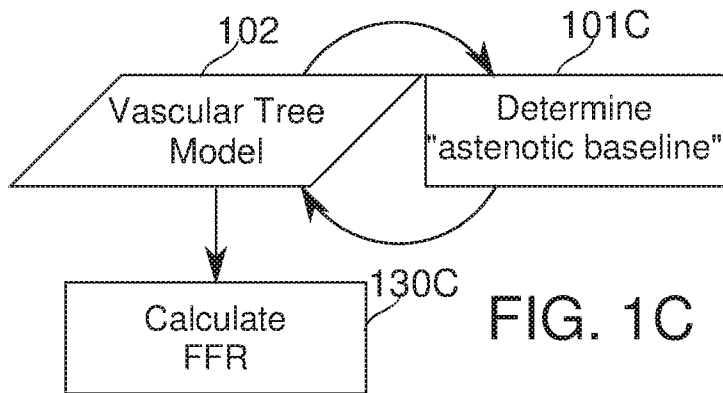 102
101C
Vascular Tree
Model
Determine
"astenotic baseline"
130C
Calculate
FFR
FIG. 1C